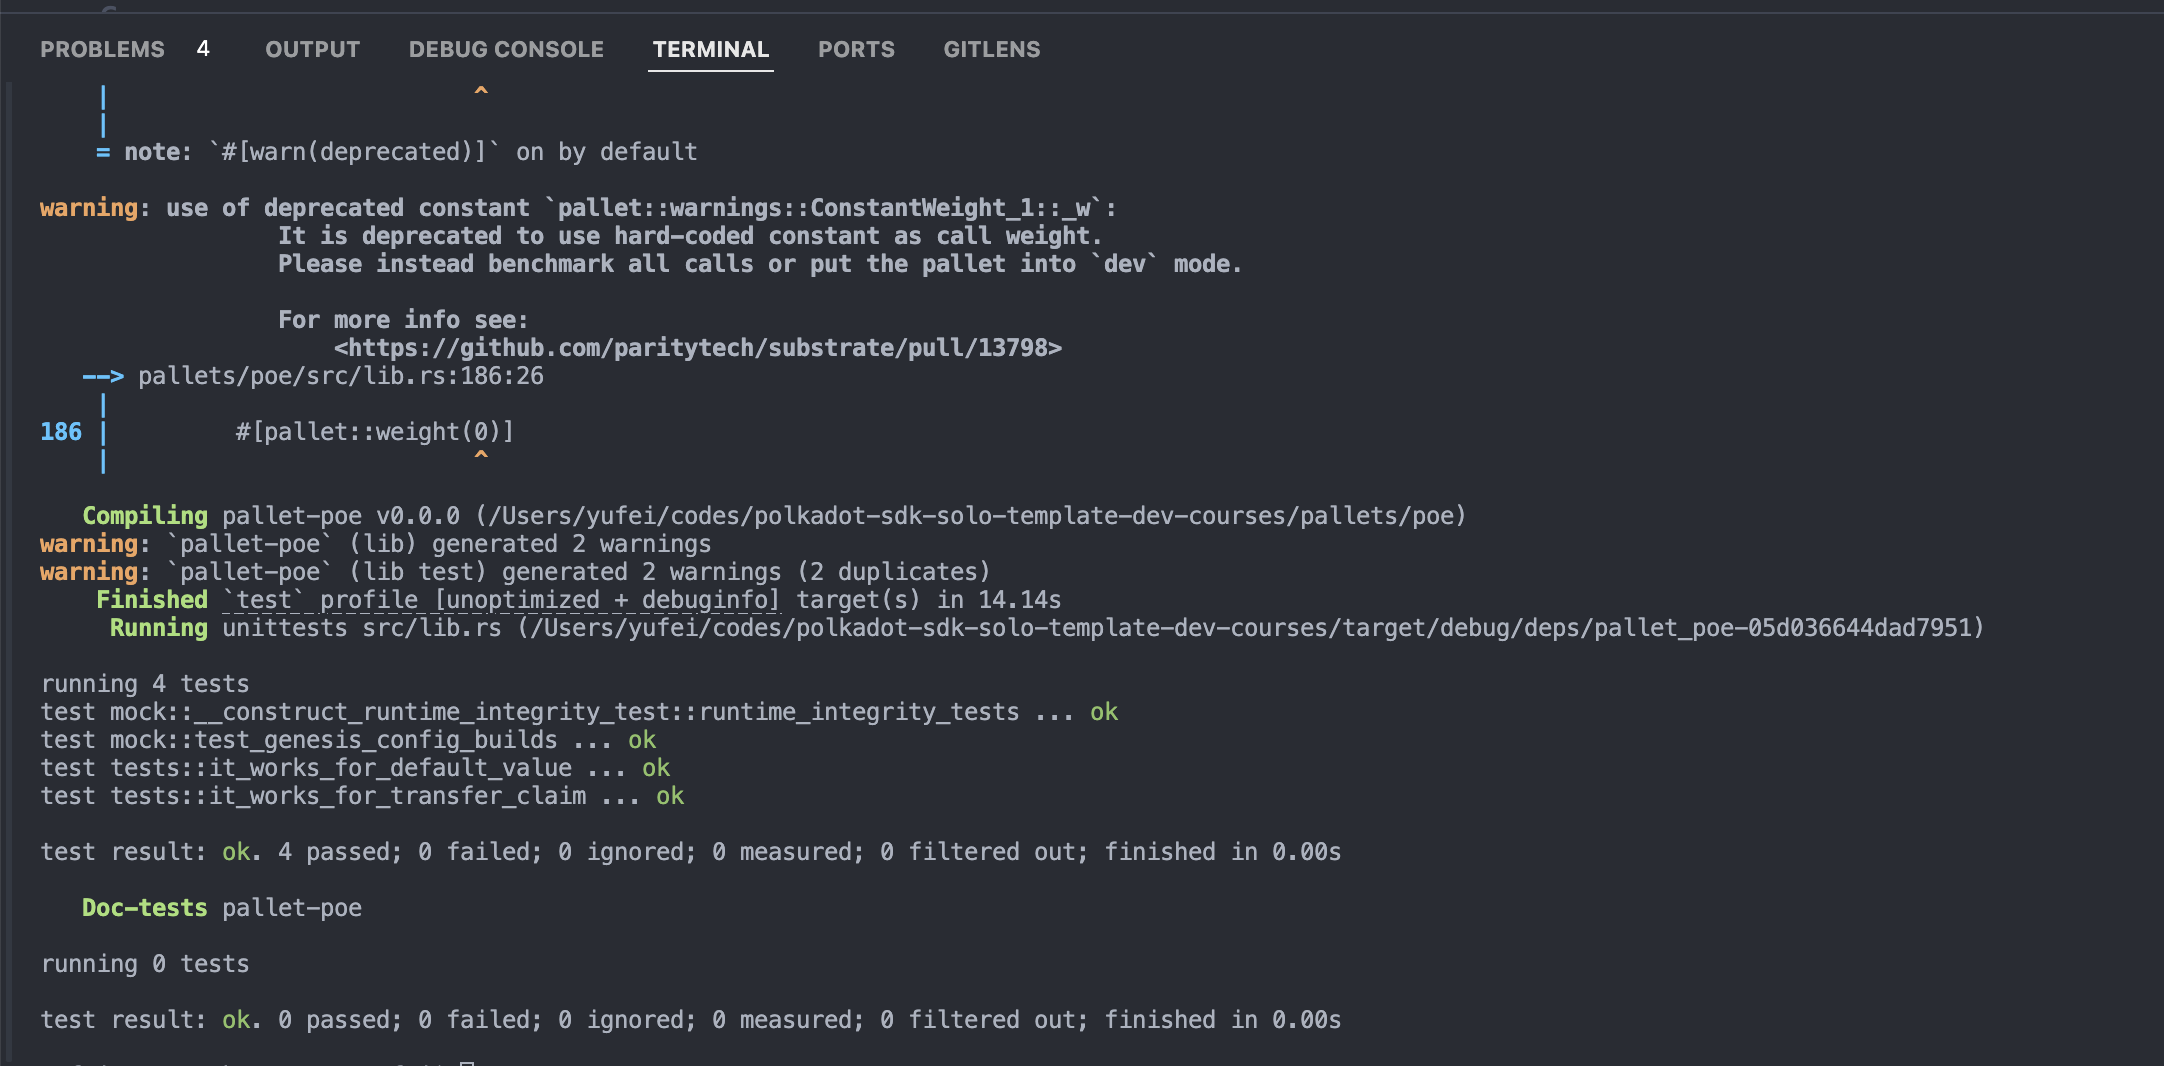 PROBLEMS 4 OUTPUT DEBUG CONSOLE TERMINAL PORTS GITLENS
| ^
|
= note: `#[warn(deprecated)]` on by default
warning: use of deprecated constant `pallet::warnings::ConstantWeight_1::_w`:
It is deprecated to use hard-coded constant as call weight.
Please instead benchmark all calls or put the pallet into `dev` mode.
For more info see:
<https://github.com/paritytech/substrate/pull/13798>
--> pallets/poe/src/lib.rs:186:26
|
186 | #[pallet::weight(0)]
| ^
Compiling pallet-poe v0.0.0 (/Users/yufei/codes/polkadot-sdk-solo-template-dev-courses/pallets/poe)
warning: `pallet-poe` (lib) generated 2 warnings
warning: `pallet-poe` (lib test) generated 2 warnings (2 duplicates)
Finished `test` profile [unoptimized + debuginfo] target(s) in 14.14s
Running unittests src/lib.rs (/Users/yufei/codes/polkadot-sdk-solo-template-dev-courses/target/debug/deps/pallet_poe-05d036644dad7951)
running 4 tests
test mock::__construct_runtime_integrity_test::runtime_integrity_tests ... ok
test mock::test_genesis_config_builds ... ok
test tests::it_works_for_default_value ... ok
test tests::it_works_for_transfer_claim ... ok
test result: ok. 4 passed; 0 failed; 0 ignored; 0 measured; 0 filtered out; finished in 0.00s
Doc-tests pallet-poe
running 0 tests
test result: ok. 0 passed; 0 failed; 0 ignored; 0 measured; 0 filtered out; finished in 0.00s